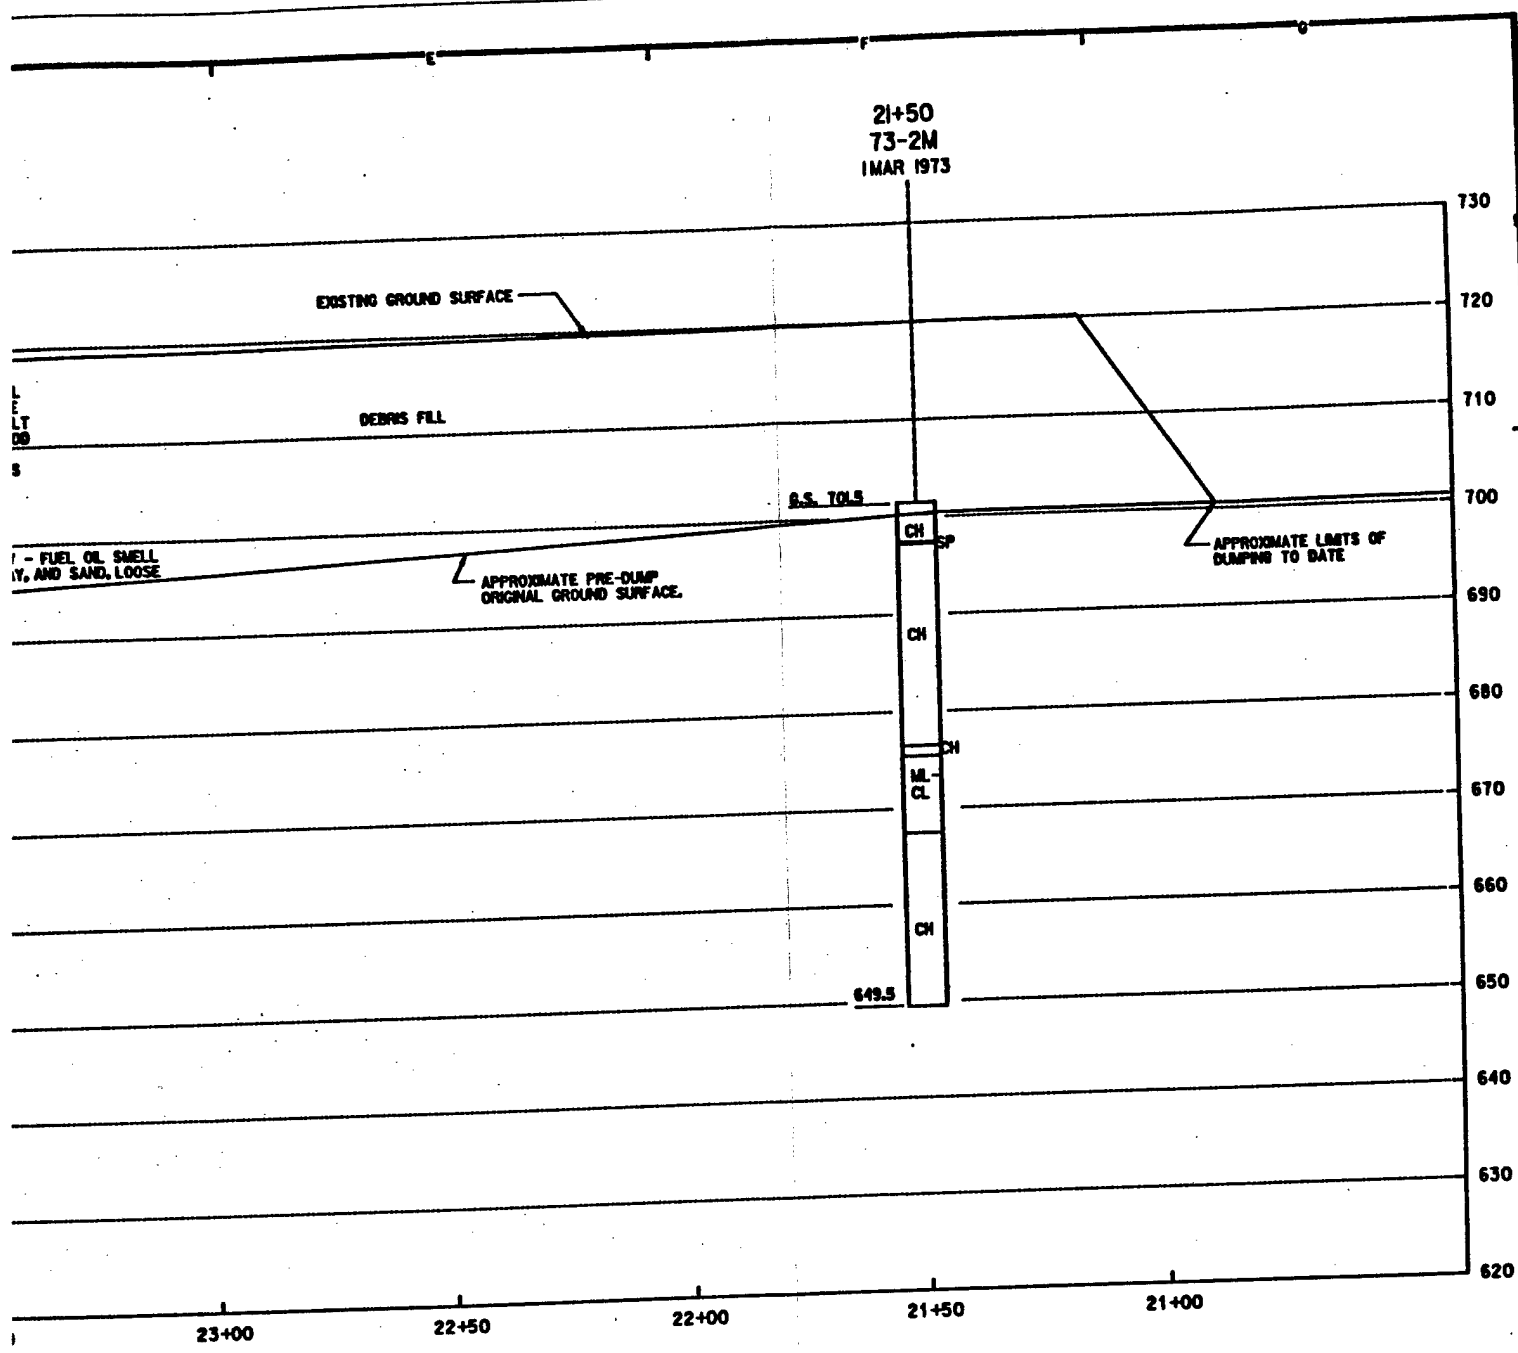 E
F
G
21+50
73-2M
1 MAR 1973
730
EXISTING GROUND SURFACE
720
L
E
LT
OD
S
DEBRIS FILL
710
G.S. 701.5
700
CH
SP
- FUEL OIL SMELL
Y, AND SAND, LOOSE
APPROXIMATE PRE-DUMP
ORIGINAL GROUND SURFACE.
APPROXIMATE LIMITS OF
DUMPING TO DATE
690
CH
680
CH
ML-
CL
670
660
CH
649.5
650
640
630
620
23+00
22+50
22+00
21+50
21+00